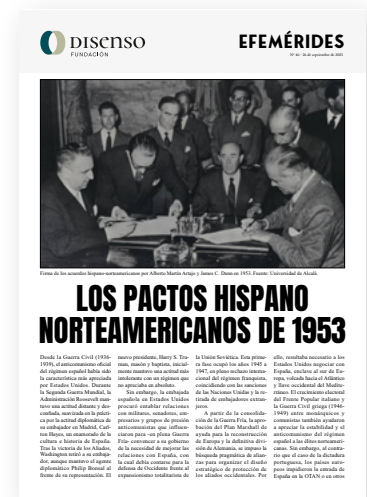 DISENSO
FUNDACIÓN
EFEMÉRIDES
Firma de los acuerdos hispano-norteamericanos por Alberto Martín Artajo y James C. Dunn en 1953. Fuente: Universidad de Alcalá.
LOS PACTOS HISPANO
NORTEAMERICANOS DE 1953
Desde la Guerra Civil (1936-
1939), el anticomunismo oficial
del régimen español había sido
la característica más apreciada
por Estados Unidos. Durante
la Segunda Guerra Mundial, la
Administración Roosevelt man-
tuvo una actitud distante y des-
confiada, suavizada en la prácti-
ca por la actitud diplomática de
su embajador en Madrid, Carl-
ton Hayes, un enamorado de la
cultura e historia de España.
Tras la victoria de los Aliados,
Washington retiró a su embaja-
dor, aunque mantuvo el agente
diplomático Philip Bonsal al
frente de su representación. El
nuevo presidente, Harry S. Tru-
man, masón y baptista, inicial-
mente mantuvo una actitud más
intolerante con un régimen que
no apreciaba en absoluto.
Sin embargo, la embajada
española en Estados Unidos
procuró entablar relaciones
con militares, senadores, em-
presarios y grupos de presión
anticomunistas que influye-
ciaron para -en plena Guerra
Fría- convencer a su gobierno
de la necesidad de mejorar las
relaciones con España, con
la cual debía contarse para la
defensa de Occidente frente al
expansionismo totalitarista de
la Unión Soviética. Esta prime-
ra fase ocupó los años 1945 a
1947, en pleno rechazo interna-
cional del régimen franquista,
coincidiendo con las sanciones
de las Naciones Unidas y la re-
tirada de embajadores extran-
jeros.
A partir de la consolida-
ción de la Guerra Fría, la apro-
bación del Plan Marshall de
ayuda para la reconstrucción
de Europa y la definitiva divi-
sión de Alemania, se impuso la
búsqueda pragmática de alian-
zas para organizar el diseño
estratégico de protección de
los aliados occidentales. Por
ello, resultaba necesario a los
Estados Unidos negociar con
España, enclave al sur de Eu-
ropa, volcada hacia el Atlántico
y llave occidental del Medite-
rráneo. El crecimiento electoral
del Frente Popular italiano y
la Guerra Civil griega (1946-
1949) entre monárquicos y
comunistas también ayudaron
a apreciar la estabilidad y el
anticomunismo del régimen
español a las élites norteameri-
canas. Sin embargo, al contra-
rio que el caso de la dictadura
portuguesa, los países euro-
peos impidieron la entrada de
España en la OTAN o en otros